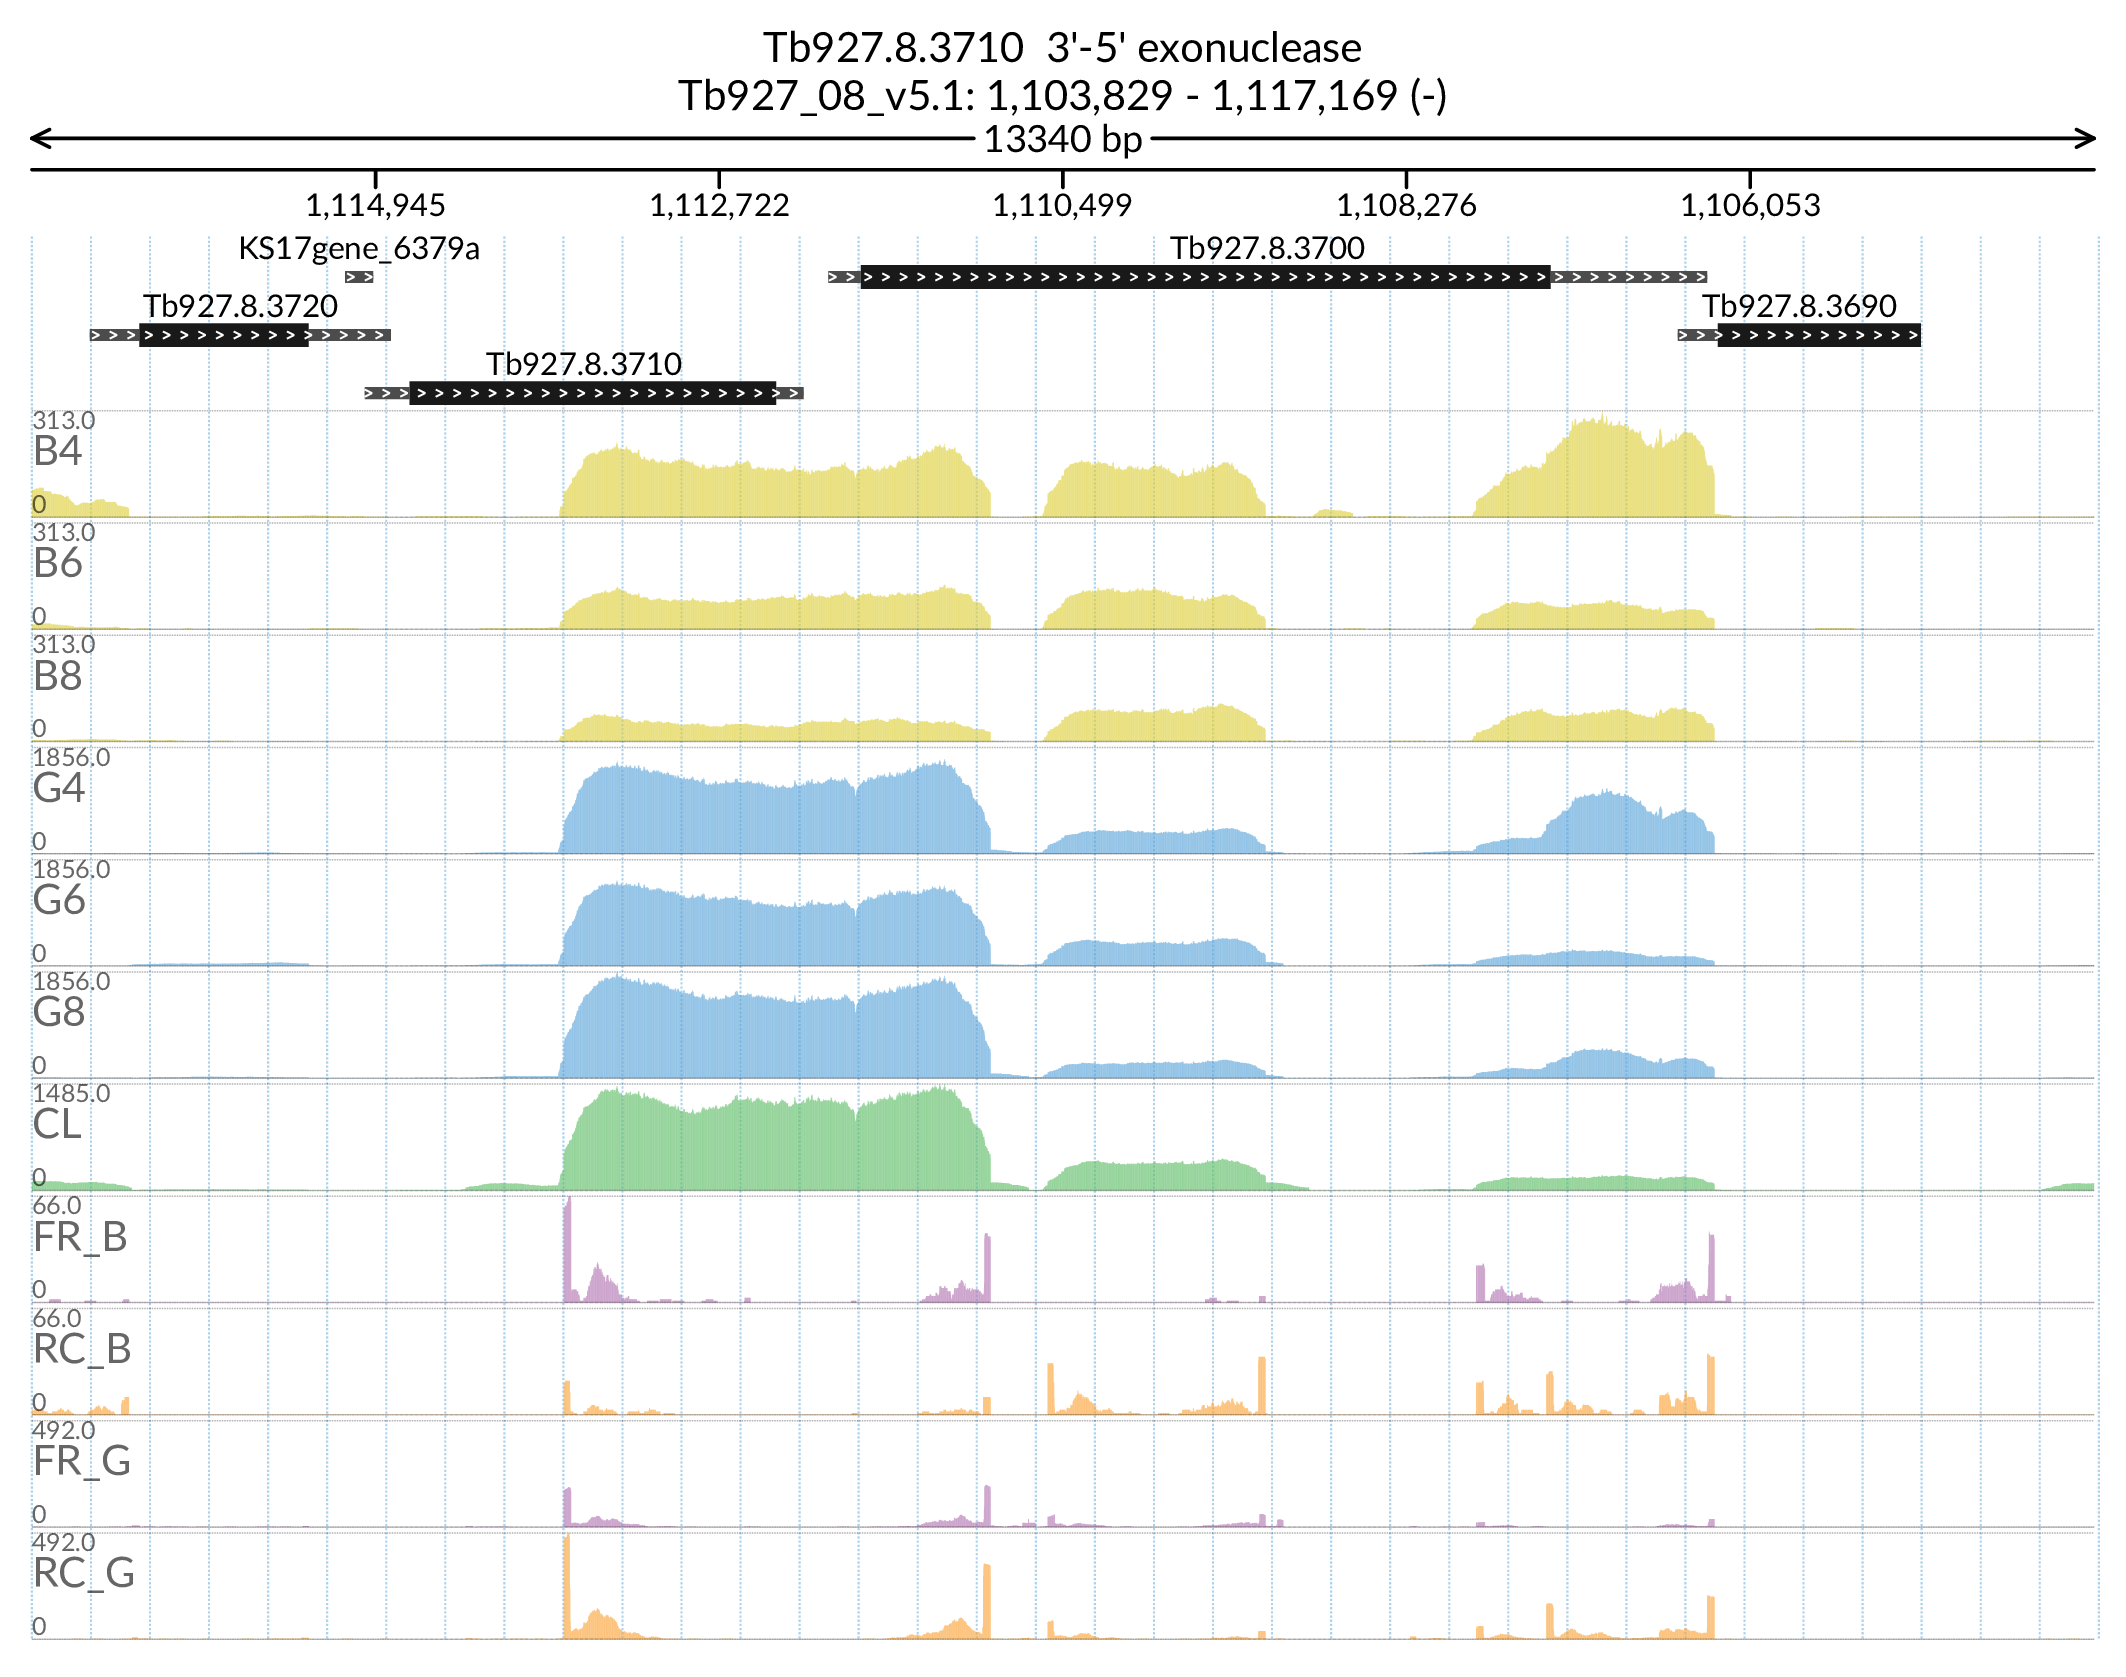 Tb927.8.3710  3'-5' exonuclease
Tb927_08_v5.1: 1,103,829 - 1,117,169 (-)
13340 bp
1,114,945 1,112,722 1,110,499 1,108,276 1,106,053
KS17gene_6379a Tb927.8.3700
Tb927.8.3720 Tb927.8.3690
Tb927.8.3710
313.0
B4
0
313.0
B6
0
313.0
B8
0
1856.0
G4
0
1856.0
G6
0
1856.0
G8
0
1485.0
CL
0
66.0
FR_B
0
66.0
RC_B
0
492.0
FR_G
0
492.0
RC_G
0